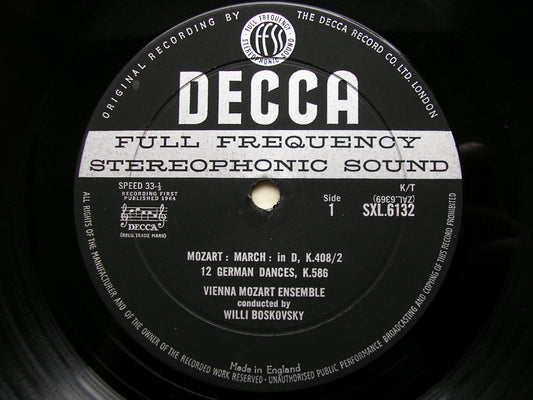 ORIGINAL RECORDING BY THE DECCA RECORD CO. LTD. LONDON
FULL FREQUENCY
ffss
STEREOPHONIC SOUND
DECCA
FULL FREQUENCY
STEREOPHONIC SOUND
SPEED 33-⅓
RECORDING FIRST
PUBLISHED 1964
DECCA
(REGD. TRADE MARK)
K/T
(ZAL.6369)
Side
1
SXL.6132
MOZART : MARCH : in D, K.408/2
12 GERMAN DANCES, K.586
VIENNA MOZART ENSEMBLE
conducted by
WILLI BOSKOVSKY
Made in England
ALL RIGHTS OF THE MANUFACTURER AND OF THE OWNER OF THE RECORDED WORK RESERVED · UNAUTHORISED PUBLIC PERFORMANCE BROADCASTING AND COPYING OF THIS RECORD PROHIBITED